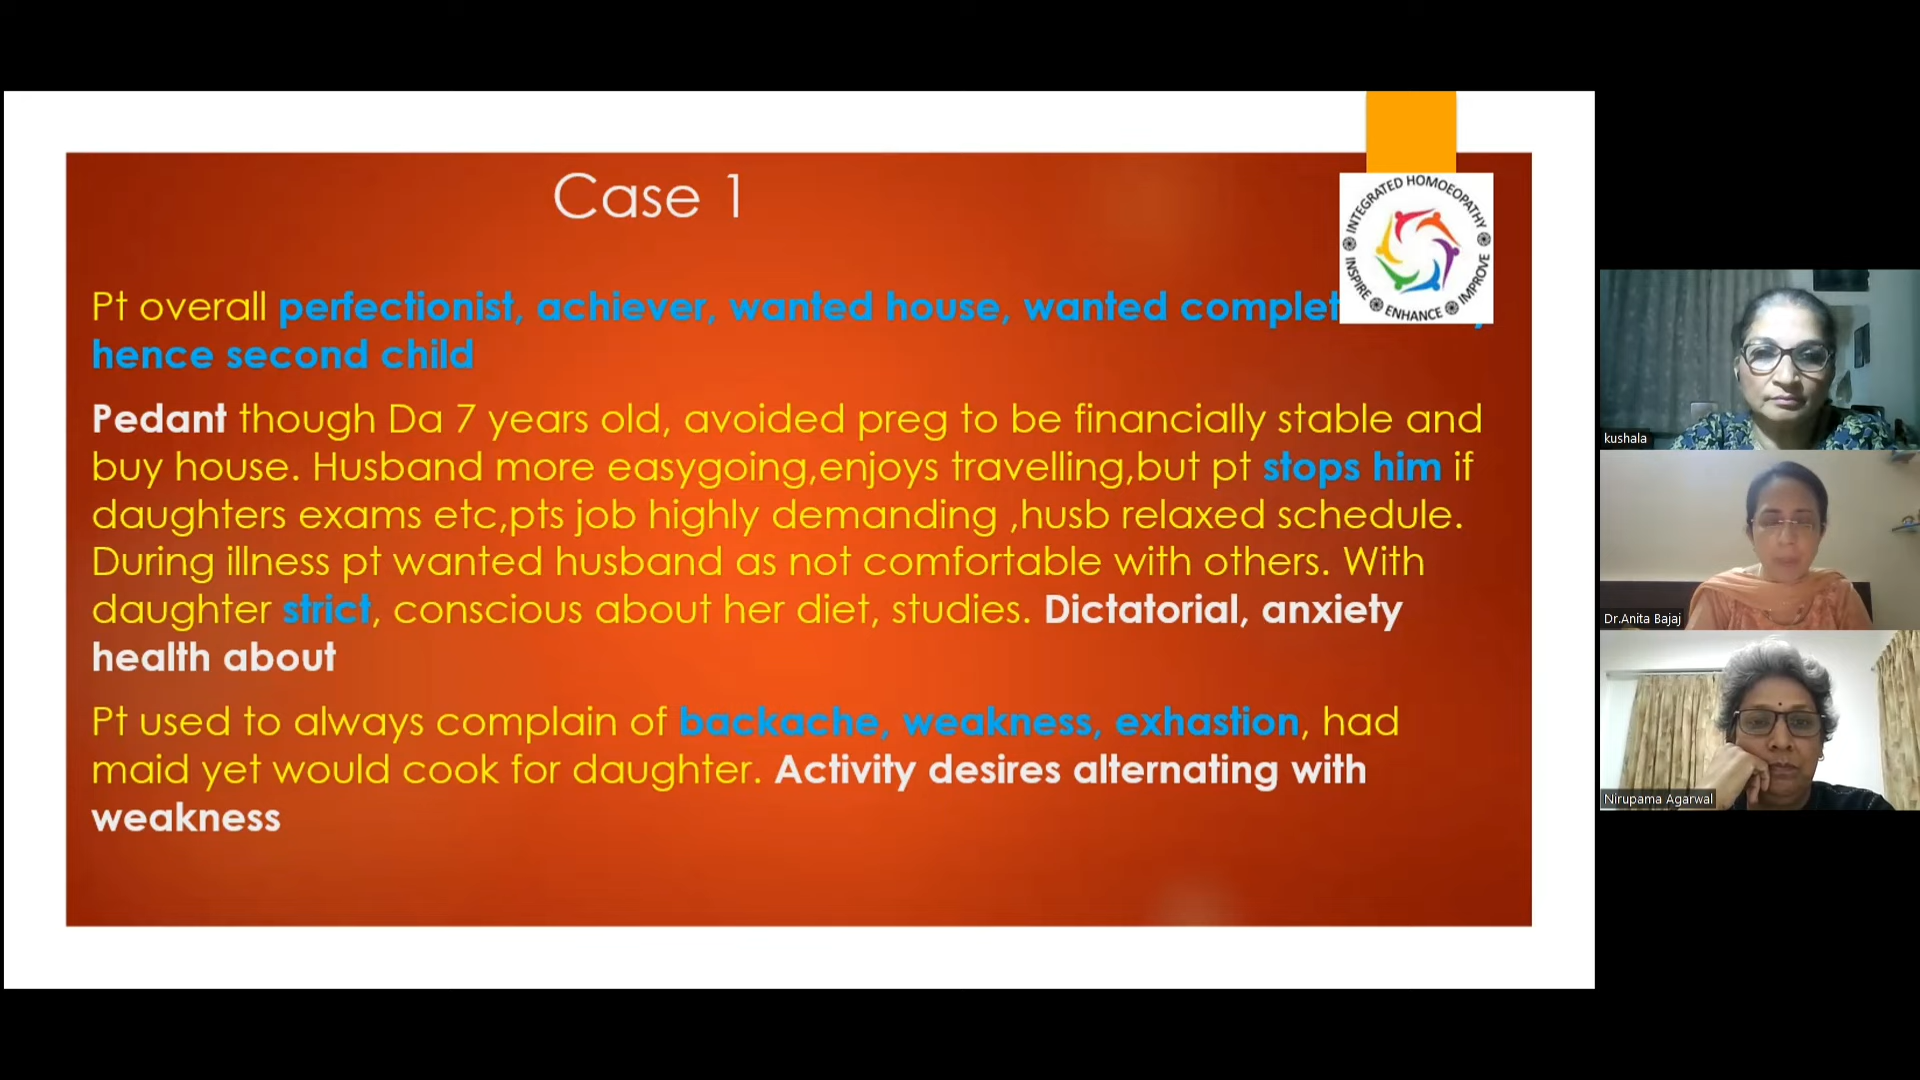 Case 1
INTEGRATED HOMOEOPATHY
INSPIRE ENHANCE IMPROVE
Pt overall perfectionist, achiever, wanted house, wanted
hence second child
Pedant though Da 7 years old, avoided preg to be financially stable and
buy house. Husband more easygoing,enjoys travelling,but pt stops him if
daughters exams etc,pts job highly demanding ,husb relaxed schedule.
During illness pt wanted husband as not comfortable with others. With
daughter strict, conscious about her diet, studies. Dictatorial, anxiety
health about
Pt used to always complain of backache, weakness, exhastion, had
maid yet would cook for daughter. Activity desires alternating with
weakness
kushala
Dr.Anita Bajaj
Nirupama Agarwal